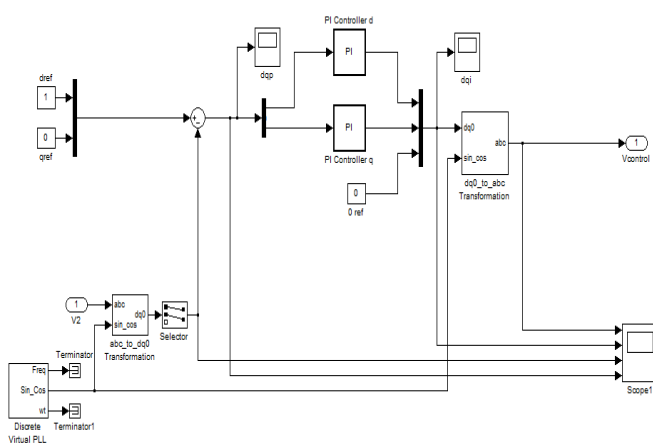 PI Controller d
PI
dqp
dqi
dref
1
0
qref
+
-
PI
PI Controller q
0
0 ref
dq0
sin_cos
abc
dq0_to_abc
Transformation
1
Vcontrol
1
V2
abc
sin_cos
dq0
abc_to_dq0
Transformation
Selector
Freq
Sin_Cos
wt
Discrete
Virtual PLL
Terminator
Terminator1
Scope1